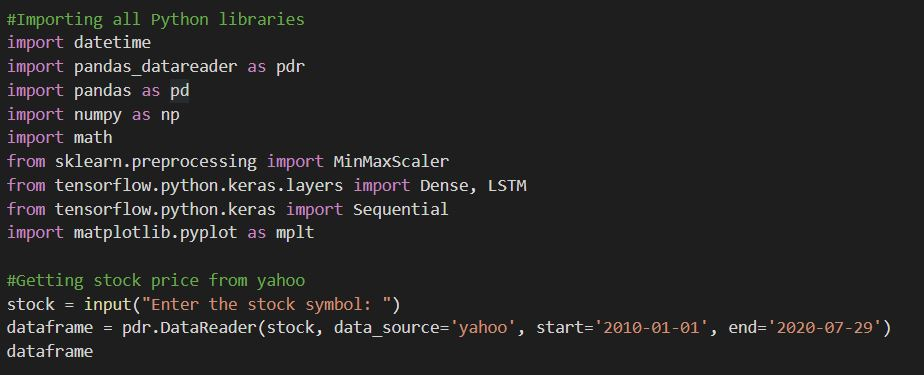 #Importing all Python libraries
import datetime
import pandas_datareader as pdr
import pandas as pd
import numpy as np
import math
from sklearn.preprocessing import MinMaxScaler
from tensorflow.python.keras.layers import Dense, LSTM
from tensorflow.python.keras import Sequential
import matplotlib.pyplot as mplt

#Getting stock price from yahoo
stock = input("Enter the stock symbol: ")
dataframe = pdr.DataReader(stock, data_source='yahoo', start='2010-01-01', end='2020-07-29')
dataframe